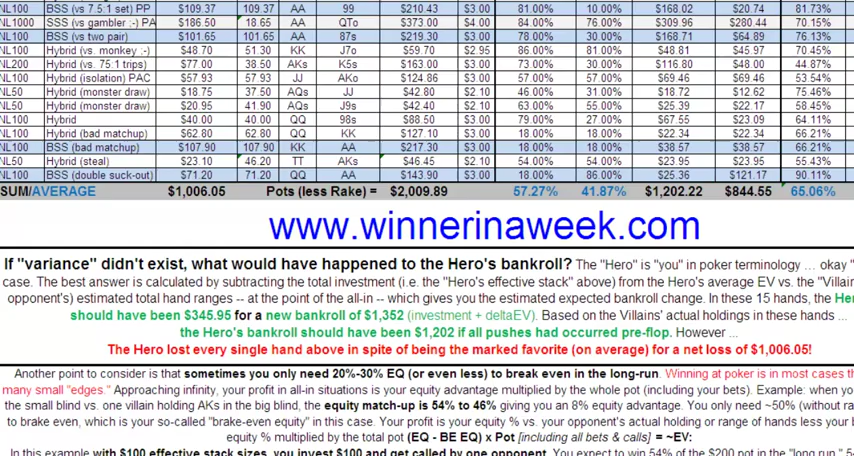 NL100 BSS (vs 7.5:1 set) PP $109.37 109.37 AA 99 $210.43 $3.00 81.00% 10.00% $168.02 $20.74 81.73%
NL1000 SSS (vs gambler ;-) PA $186.50 18.65 AA QTo $373.00 $4.00 84.00% 76.00% $309.96 $280.44 70.15%
NL100 BSS (vs two pair) $101.65 101.65 AA 87s $219.30 $3.00 78.00% 30.00% $168.71 $64.89 76.13%
NL100 Hybrid (vs. monkey ;-) $48.70 51.30 KK J7o $59.70 $2.95 86.00% 81.00% $48.81 $45.97 70.45%
NL200 Hybrid (vs. 75:1 trips) $77.00 38.50 AKs K5s $163.00 $3.00 73.00% 30.00% $116.80 $48.00 44.87%
NL100 Hybrid (isolation) PAC $57.93 57.93 JJ AKo $124.86 $3.00 57.00% 57.00% $69.46 $69.46 53.54%
NL50 Hybrid (monster draw) $18.75 37.50 AQs JJ $42.80 $2.10 46.00% 31.00% $18.72 $12.62 75.46%
NL50 Hybrid (monster draw) $20.95 41.90 AQs J9s $42.40 $2.10 63.00% 55.00% $25.39 $22.17 58.45%
NL100 Hybrid $40.00 40.00 QQ 98s $88.50 $3.00 79.00% 27.00% $67.55 $23.09 64.11%
NL100 Hybrid (bad matchup) $62.80 62.80 QQ KK $127.10 $3.00 18.00% 18.00% $22.34 $22.34 66.21%
NL100 BSS (bad matchup) $107.90 107.90 KK AA $217.30 $3.00 18.00% 18.00% $38.57 $38.57 66.21%
NL50 Hybrid (steal) $23.10 46.20 TT AKs $46.45 $2.10 54.00% 54.00% $23.95 $23.95 55.43%
NL100 BSS (double suck-out) $71.20 71.20 QQ AA $143.90 $3.00 18.00% 86.00% $25.36 $121.17 90.11%
SUM/AVERAGE $1,006.05 Pots (less Rake) = $2,009.89 57.27% 41.87% $1,202.22 $844.55 65.06%
www.winnerinaweek.com
If "variance" didn't exist, what would have happened to the Hero's bankroll? The "Hero" is "you" in poker terminology ... okay "
case. The best answer is calculated by subtracting the total investment (i.e. the "Hero's effective stack" above) from the Hero's average EV vs. the "Villain
opponent's) estimated total hand ranges -- at the point of the all-in -- which gives you the estimated expected bankroll change. In these 15 hands, the Her
should have been $345.95 for a new bankroll of $1,352 (investment + deltaEV). Based on the Villains' actual holdings in these hands ...
the Hero's bankroll should have been $1,202 if all pushes had occurred pre-flop. However ...
The Hero lost every single hand above in spite of being the marked favorite (on average) for a net loss of $1,006.05!
Another point to consider is that sometimes you only need 20%-30% EQ (or even less) to break even in the long-run. Winning at poker is in most cases th
many small "edges." Approaching infinity, your profit in all-in situations is your equity advantage multiplied by the whole pot (including your bets). Example: when yo
the small blind vs. one villain holding AKs in the big blind, the equity match-up is 54% to 46% giving you an 8% equity advantage. You only need ~50% (without ra
to brake even, which is your so-called "brake-even equity" in this case. Your profit is your equity % vs. your opponent's actual holding or range of hands less your b
equity % multiplied by the total pot (EQ - BE EQ) x Pot [including all bets & calls] = ~EV:
In this example with $100 effective stack sizes, you invest $100 and get called by one opponent. You expect to win 54% of the $200 pot in the "long run." 54